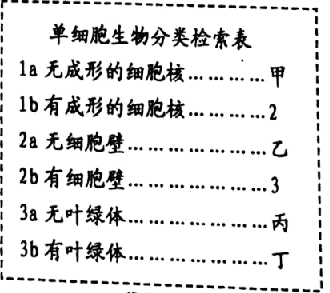 单细胞生物分类检索表
1a 无成形的细胞核… … … …甲
1b 有成形的细胞核… … … …2
2a 无细胞壁… … … … … …乙
2b 有细胞壁… … … … … …3
3a 无叶绿体… … … … … …丙
3b 有叶绿体… … … … … …丁